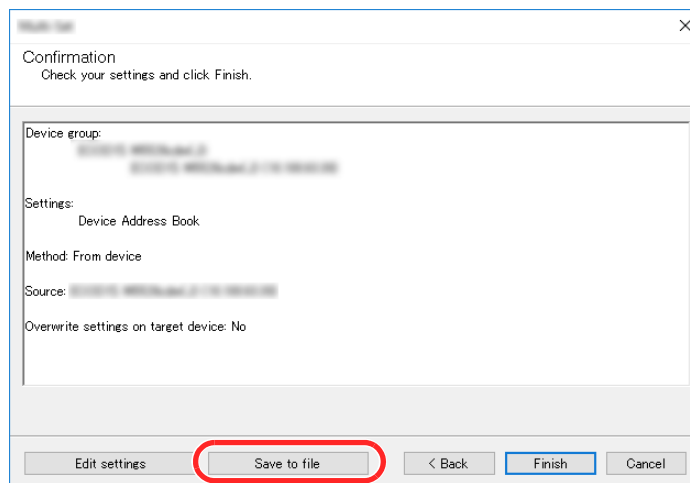 Confirmation
Check your settings and click Finish.
Device group:
Settings:
Device Address Book
Method: From device
Source:
Overwrite settings on target device: No
Edit settings
Save to file
< Back
Finish
Cancel